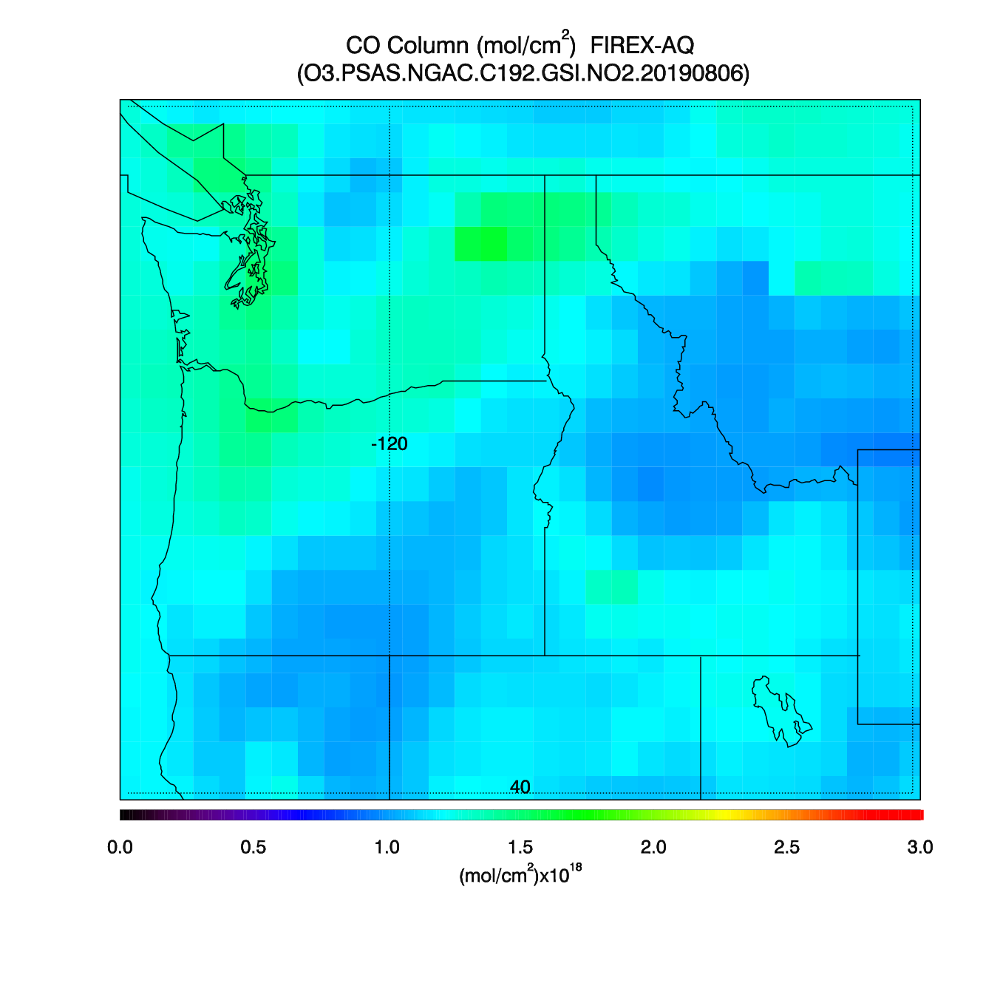 CO Column (mol/cm²) FIREX-AQ
(O3.PSAS.NGAC.C192.GSI.NO2.20190806)
-120
40
0.0 0.5 1.0 1.5 2.0 2.5 3.0
(mol/cm²)x10¹⁸